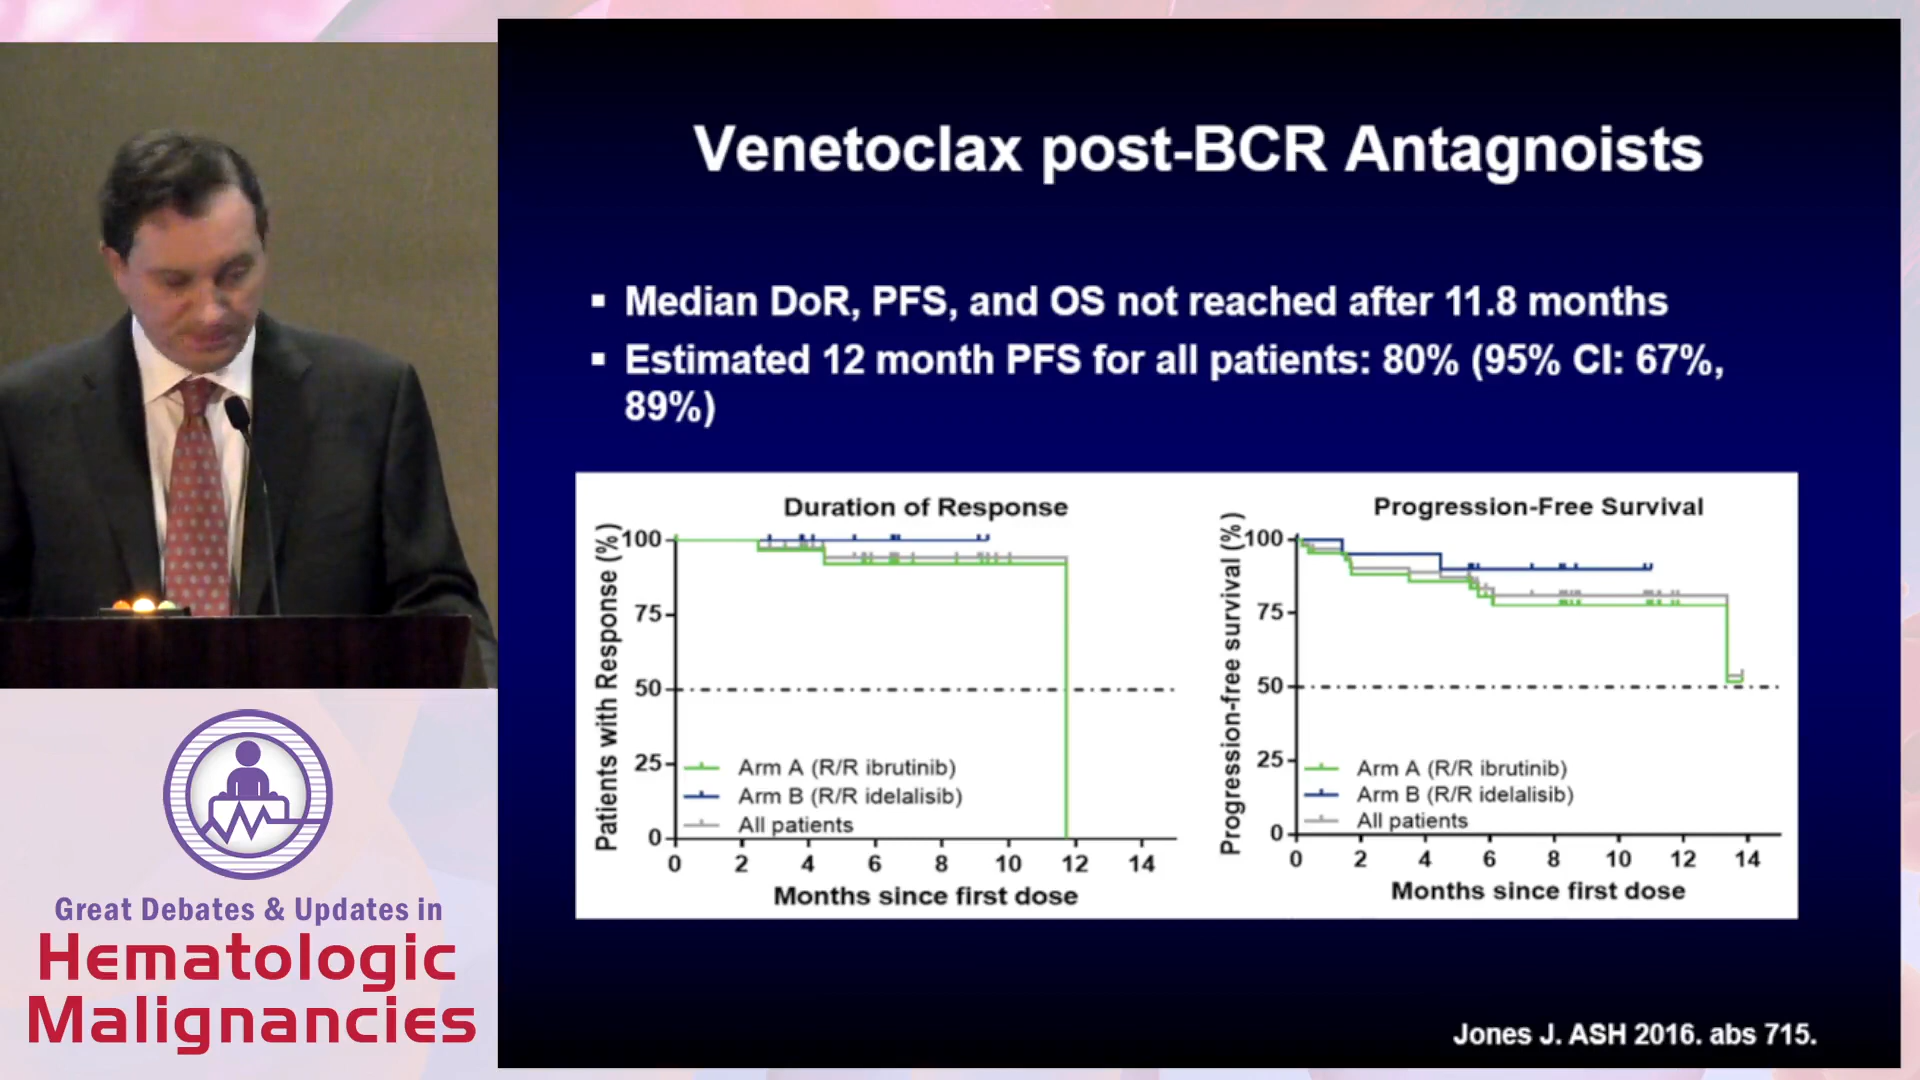 Venetoclax post-BCR Antagnoists
▪ Median DoR, PFS, and OS not reached after 11.8 months
▪ Estimated 12 month PFS for all patients: 80% (95% CI: 67%,
89%)
Duration of Response
Patients with Response (%)
100
75
50
25
0
Arm A (R/R ibrutinib)
Arm B (R/R idelalisib)
All patients
0 2 4 6 8 10 12 14
Months since first dose
Progression-Free Survival
Progression-free survival (%)
100
75
50
25
0
Arm A (R/R ibrutinib)
Arm B (R/R idelalisib)
All patients
0 2 4 6 8 10 12 14
Months since first dose
Jones J. ASH 2016. abs 715.
Great Debates & Updates in
Hematologic
Malignancies